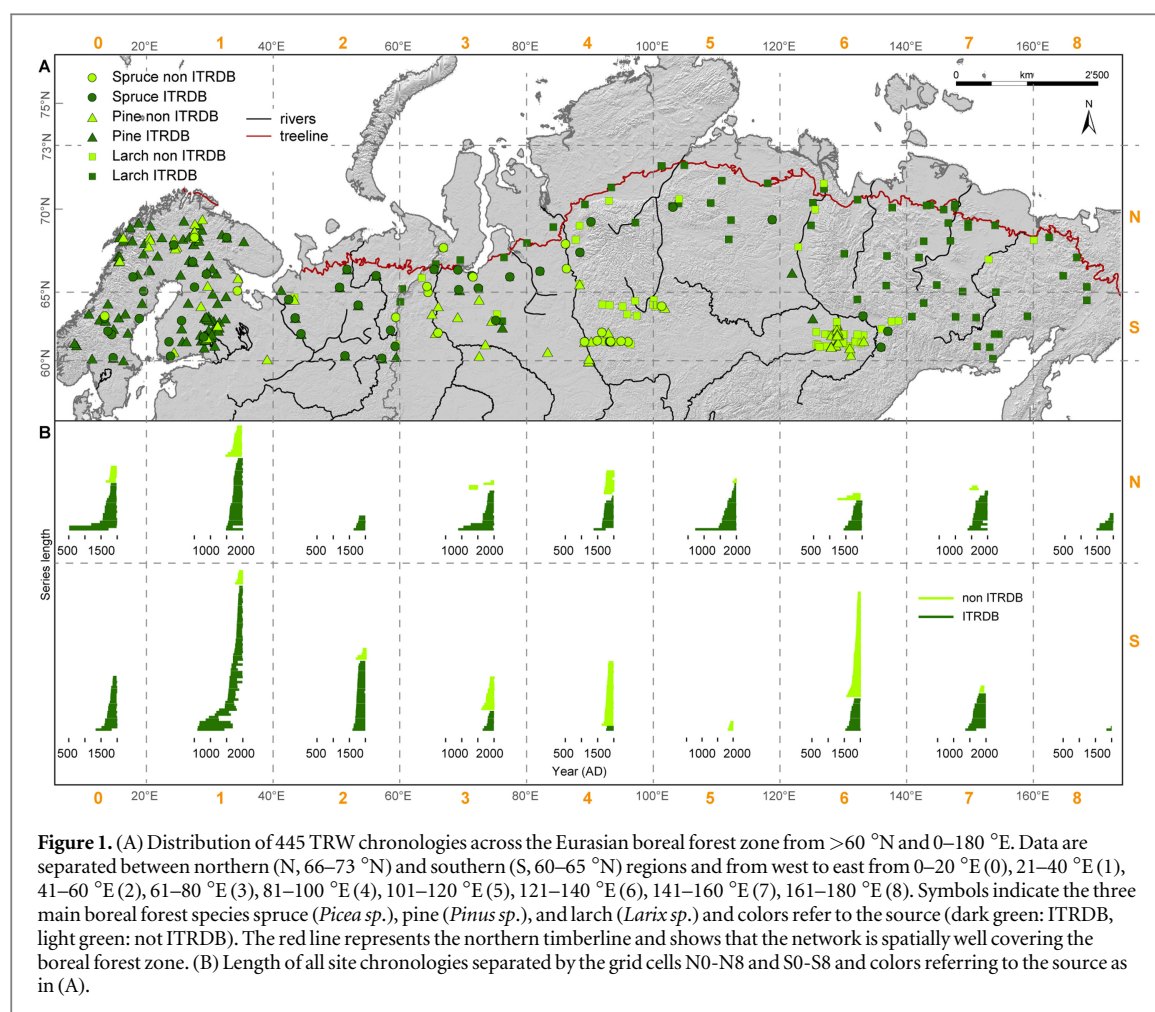 0 20°E 1 40°E 2 60°E 3 80°E 4 100°E 5 120°E 6 140°E 7 160°E 8
A
Spruce non ITRDB
Spruce ITRDB
Pine non ITRDB
Pine ITRDB
Larch non ITRDB
Larch ITRDB
rivers
treeline
0 km 2'500
N
75°N
73°N
70°N
65°N
60°N
N
S
B
Series length
N
500 1500 1000 2000 500 1500 1000 2000 500 1500 1000 2000 500 1500 1000 2000 500 1500
non ITRDB
ITRDB
S
500 1500 1000 2000 500 1500 1000 2000 500 1500 1000 2000 500 1500 1000 2000 500 1500
Year (AD)
0 20°E 1 40°E 2 60°E 3 80°E 4 100°E 5 120°E 6 140°E 7 160°E 8
Figure 1. (A) Distribution of 445 TRW chronologies across the Eurasian boreal forest zone from >60 °N and 0–180 °E. Data are
separated between northern (N, 66–73 °N) and southern (S, 60–65 °N) regions and from west to east from 0–20 °E (0), 21–40 °E (1),
41–60 °E (2), 61–80 °E (3), 81–100 °E (4), 101–120 °E (5), 121–140 °E (6), 141–160 °E (7), 161–180 °E (8). Symbols indicate the three
main boreal forest species spruce (Picea sp.), pine (Pinus sp.), and larch (Larix sp.) and colors refer to the source (dark green: ITRDB,
light green: not ITRDB). The red line represents the northern timberline and shows that the network is spatially well covering the
boreal forest zone. (B) Length of all site chronologies separated by the grid cells N0-N8 and S0-S8 and colors referring to the source as
in (A).